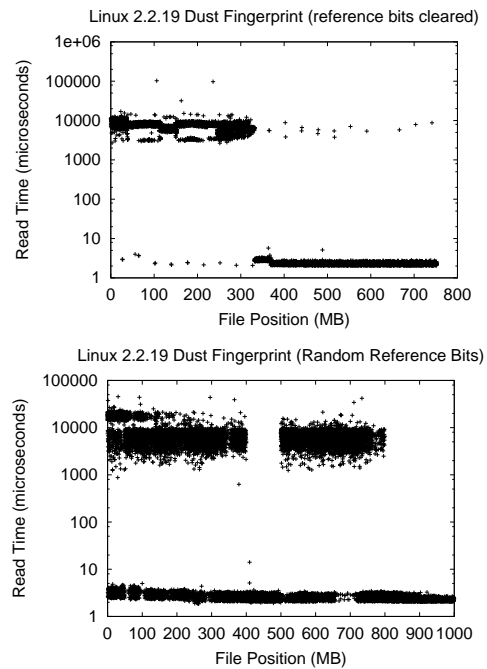 Linux 2.2.19 Dust Fingerprint (reference bits cleared)
1e+06
100000
10000
1000
100
10
1
Read Time (microseconds)
0 100 200 300 400 500 600 700 800
File Position (MB)
Linux 2.2.19 Dust Fingerprint (Random Reference Bits)
100000
10000
1000
100
10
1
Read Time (microseconds)
0 100 200 300 400 500 600 700 800 9001000
File Position (MB)